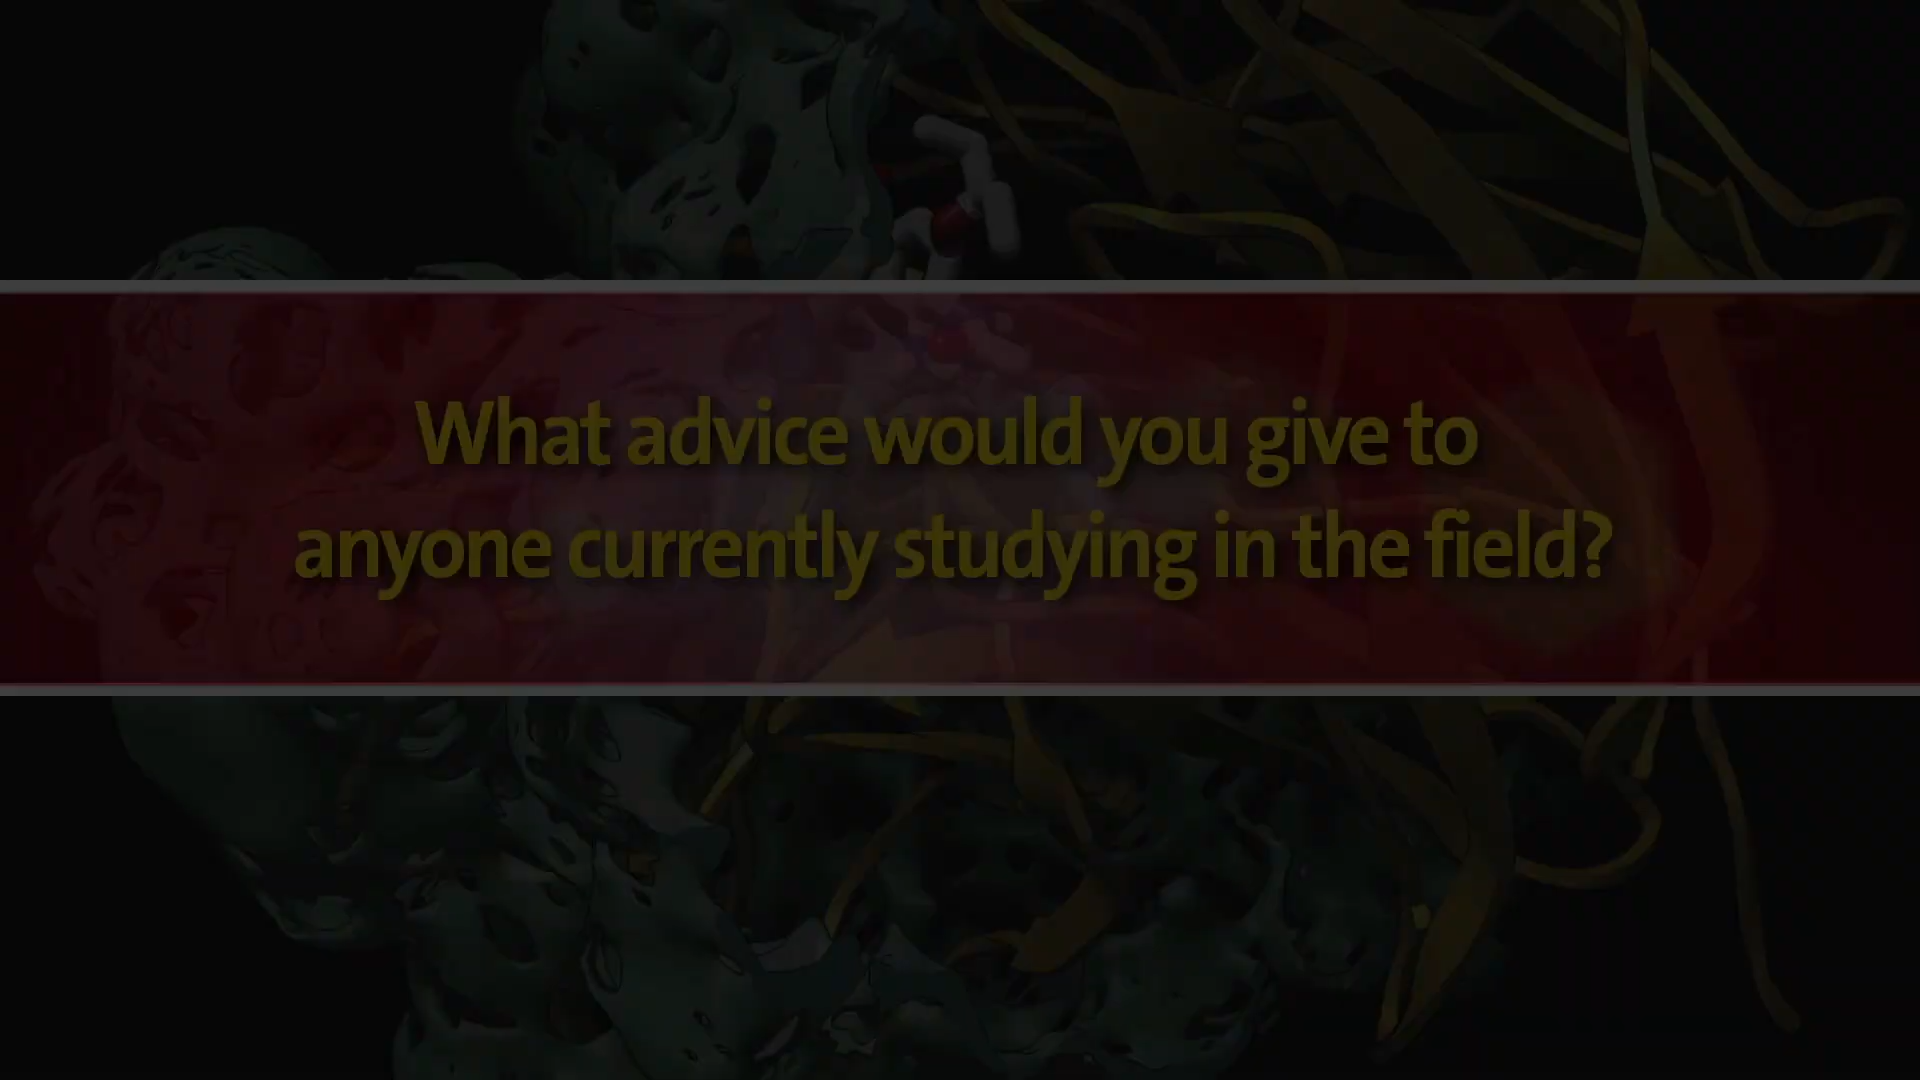 What advice would you give to
anyone currently studying in the field?